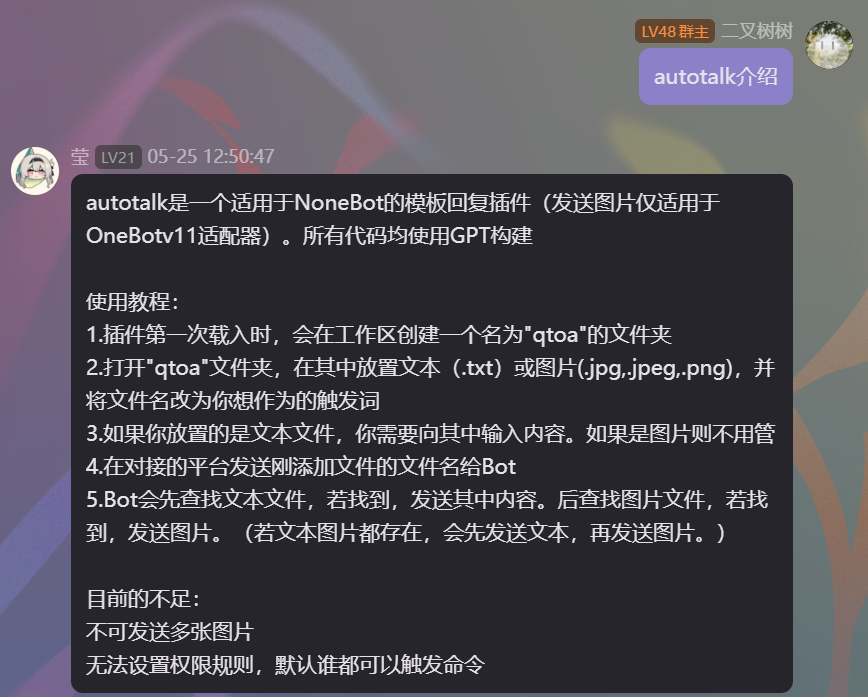 LV48 群主 二叉树树
autotalk介绍
莹 LV21 05-25 12:50:47
autotalk是一个适用于NoneBot的模板回复插件（发送图片仅适用于
OneBotv11适配器）。所有代码均使用GPT构建
使用教程：
1.插件第一次载入时，会在工作区创建一个名为"qtoa"的文件夹
2.打开"qtoa"文件夹，在其中放置文本（.txt）或图片(.jpg,.jpeg,.png)，并
将文件名改为你想作为的触发词
3.如果你放置的是文本文件，你需要向其中输入内容。如果是图片则不用管
4.在对接的平台发送刚添加文件的文件名给Bot
5.Bot会先查找文本文件，若找到，发送其中内容。后查找图片文件，若找
到，发送图片。（若文本图片都存在，会先发送文本，再发送图片。）
目前的不足：
不可发送多张图片
无法设置权限规则，默认谁都可以触发命令